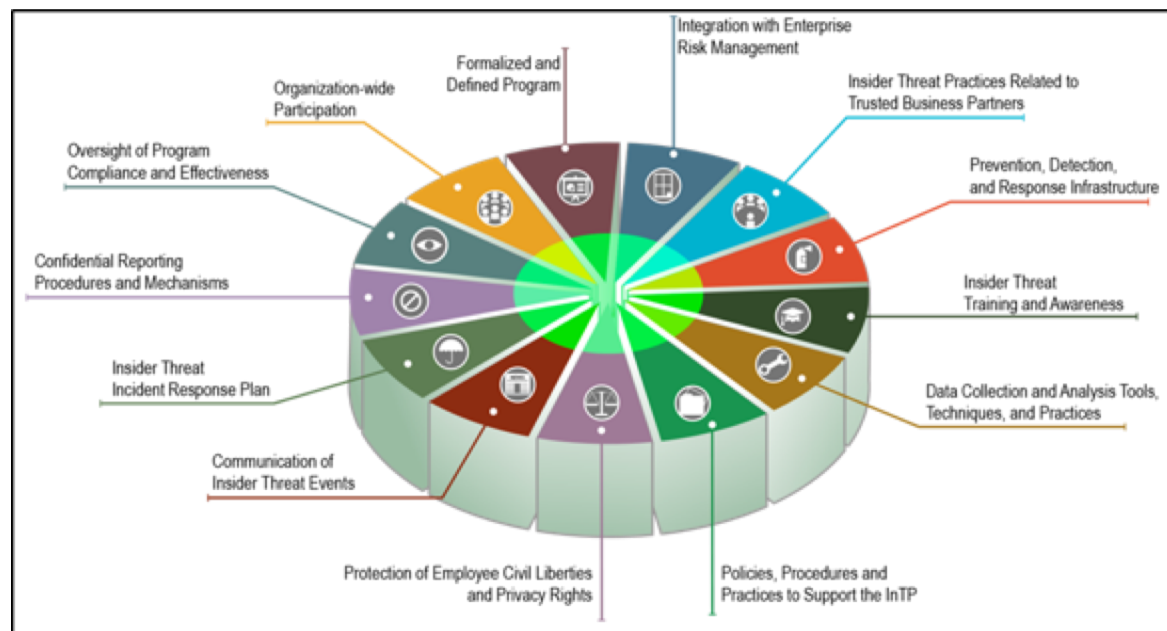 Integration with Enterprise
Risk Management
Formalized and
Defined Program
Insider Threat Practices Related to
Trusted Business Partners
Organization-wide
Participation
Oversight of Program
Compliance and Effectiveness
Prevention, Detection,
and Response Infrastructure
Confidential Reporting
Procedures and Mechanisms
Insider Threat
Training and Awareness
Insider Threat
Incident Response Plan
Data Collection and Analysis Tools,
Techniques, and Practices
Communication of
Insider Threat Events
Protection of Employee Civil Liberties
and Privacy Rights
Policies, Procedures and
Practices to Support the InTP